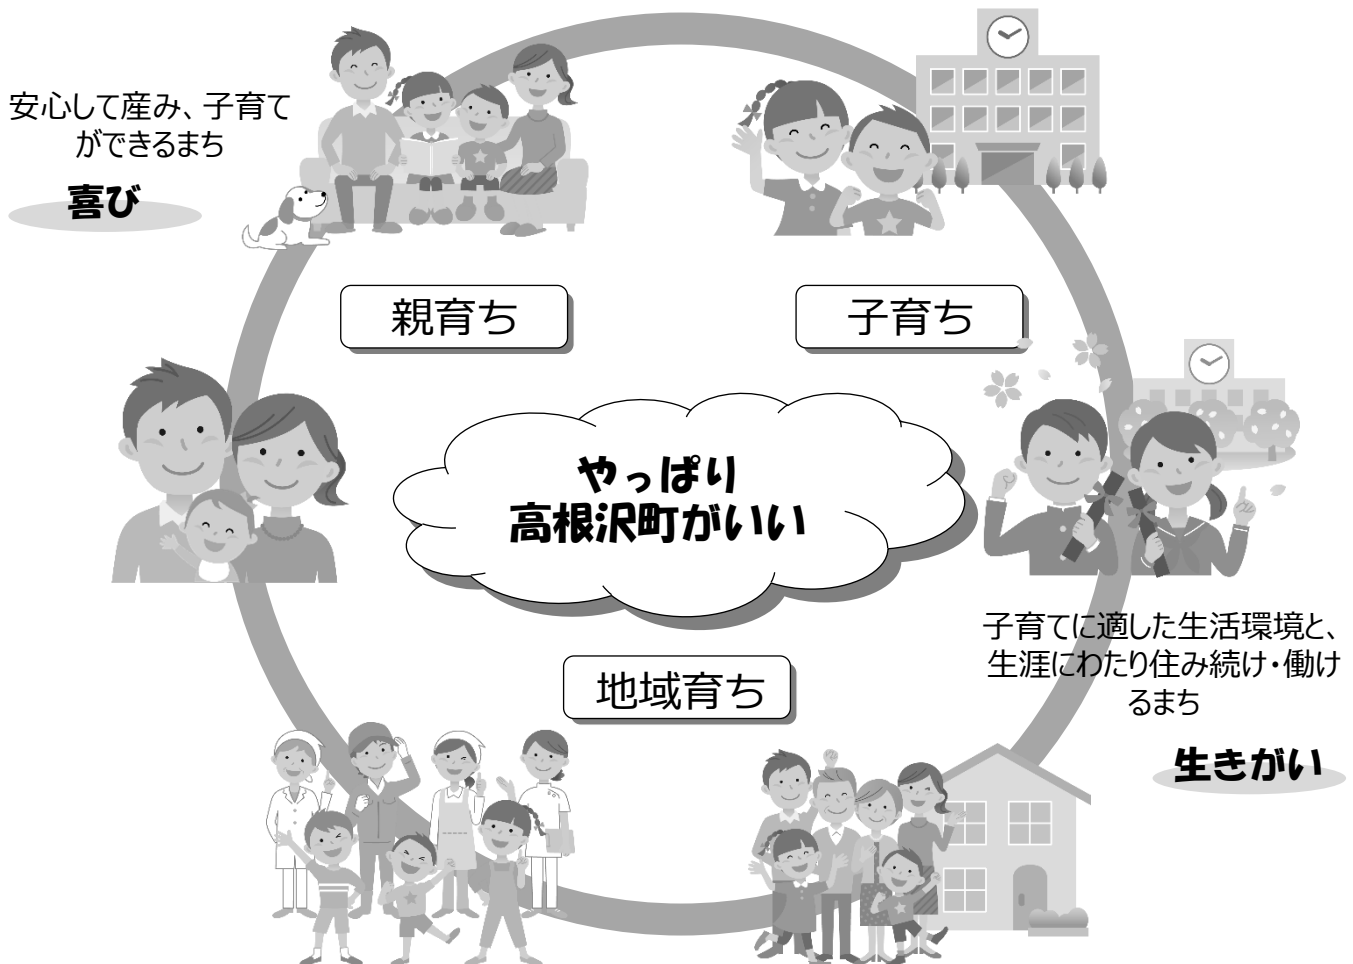 安心して産み、子育て
ができるまち
喜び
親育ち
子育ち
やっぱり
高根沢町がいい
子育てに適した生活環境と、
生涯にわたり住み続け・働け
るまち
地域育ち
生きがい